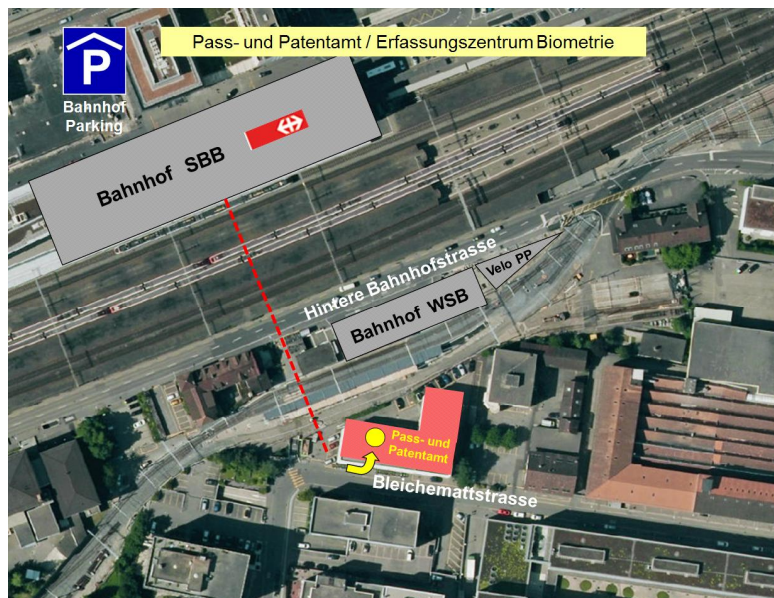 Pass- und Patentamt / Erfassungszentrum Biometrie
P
Bahnhof
Parking
Bahnhof SBB
Hintere Bahnhofstrasse
Velo PP
Bahnhof WSB
Pass- und
Patentamt
Bleichemattstrasse